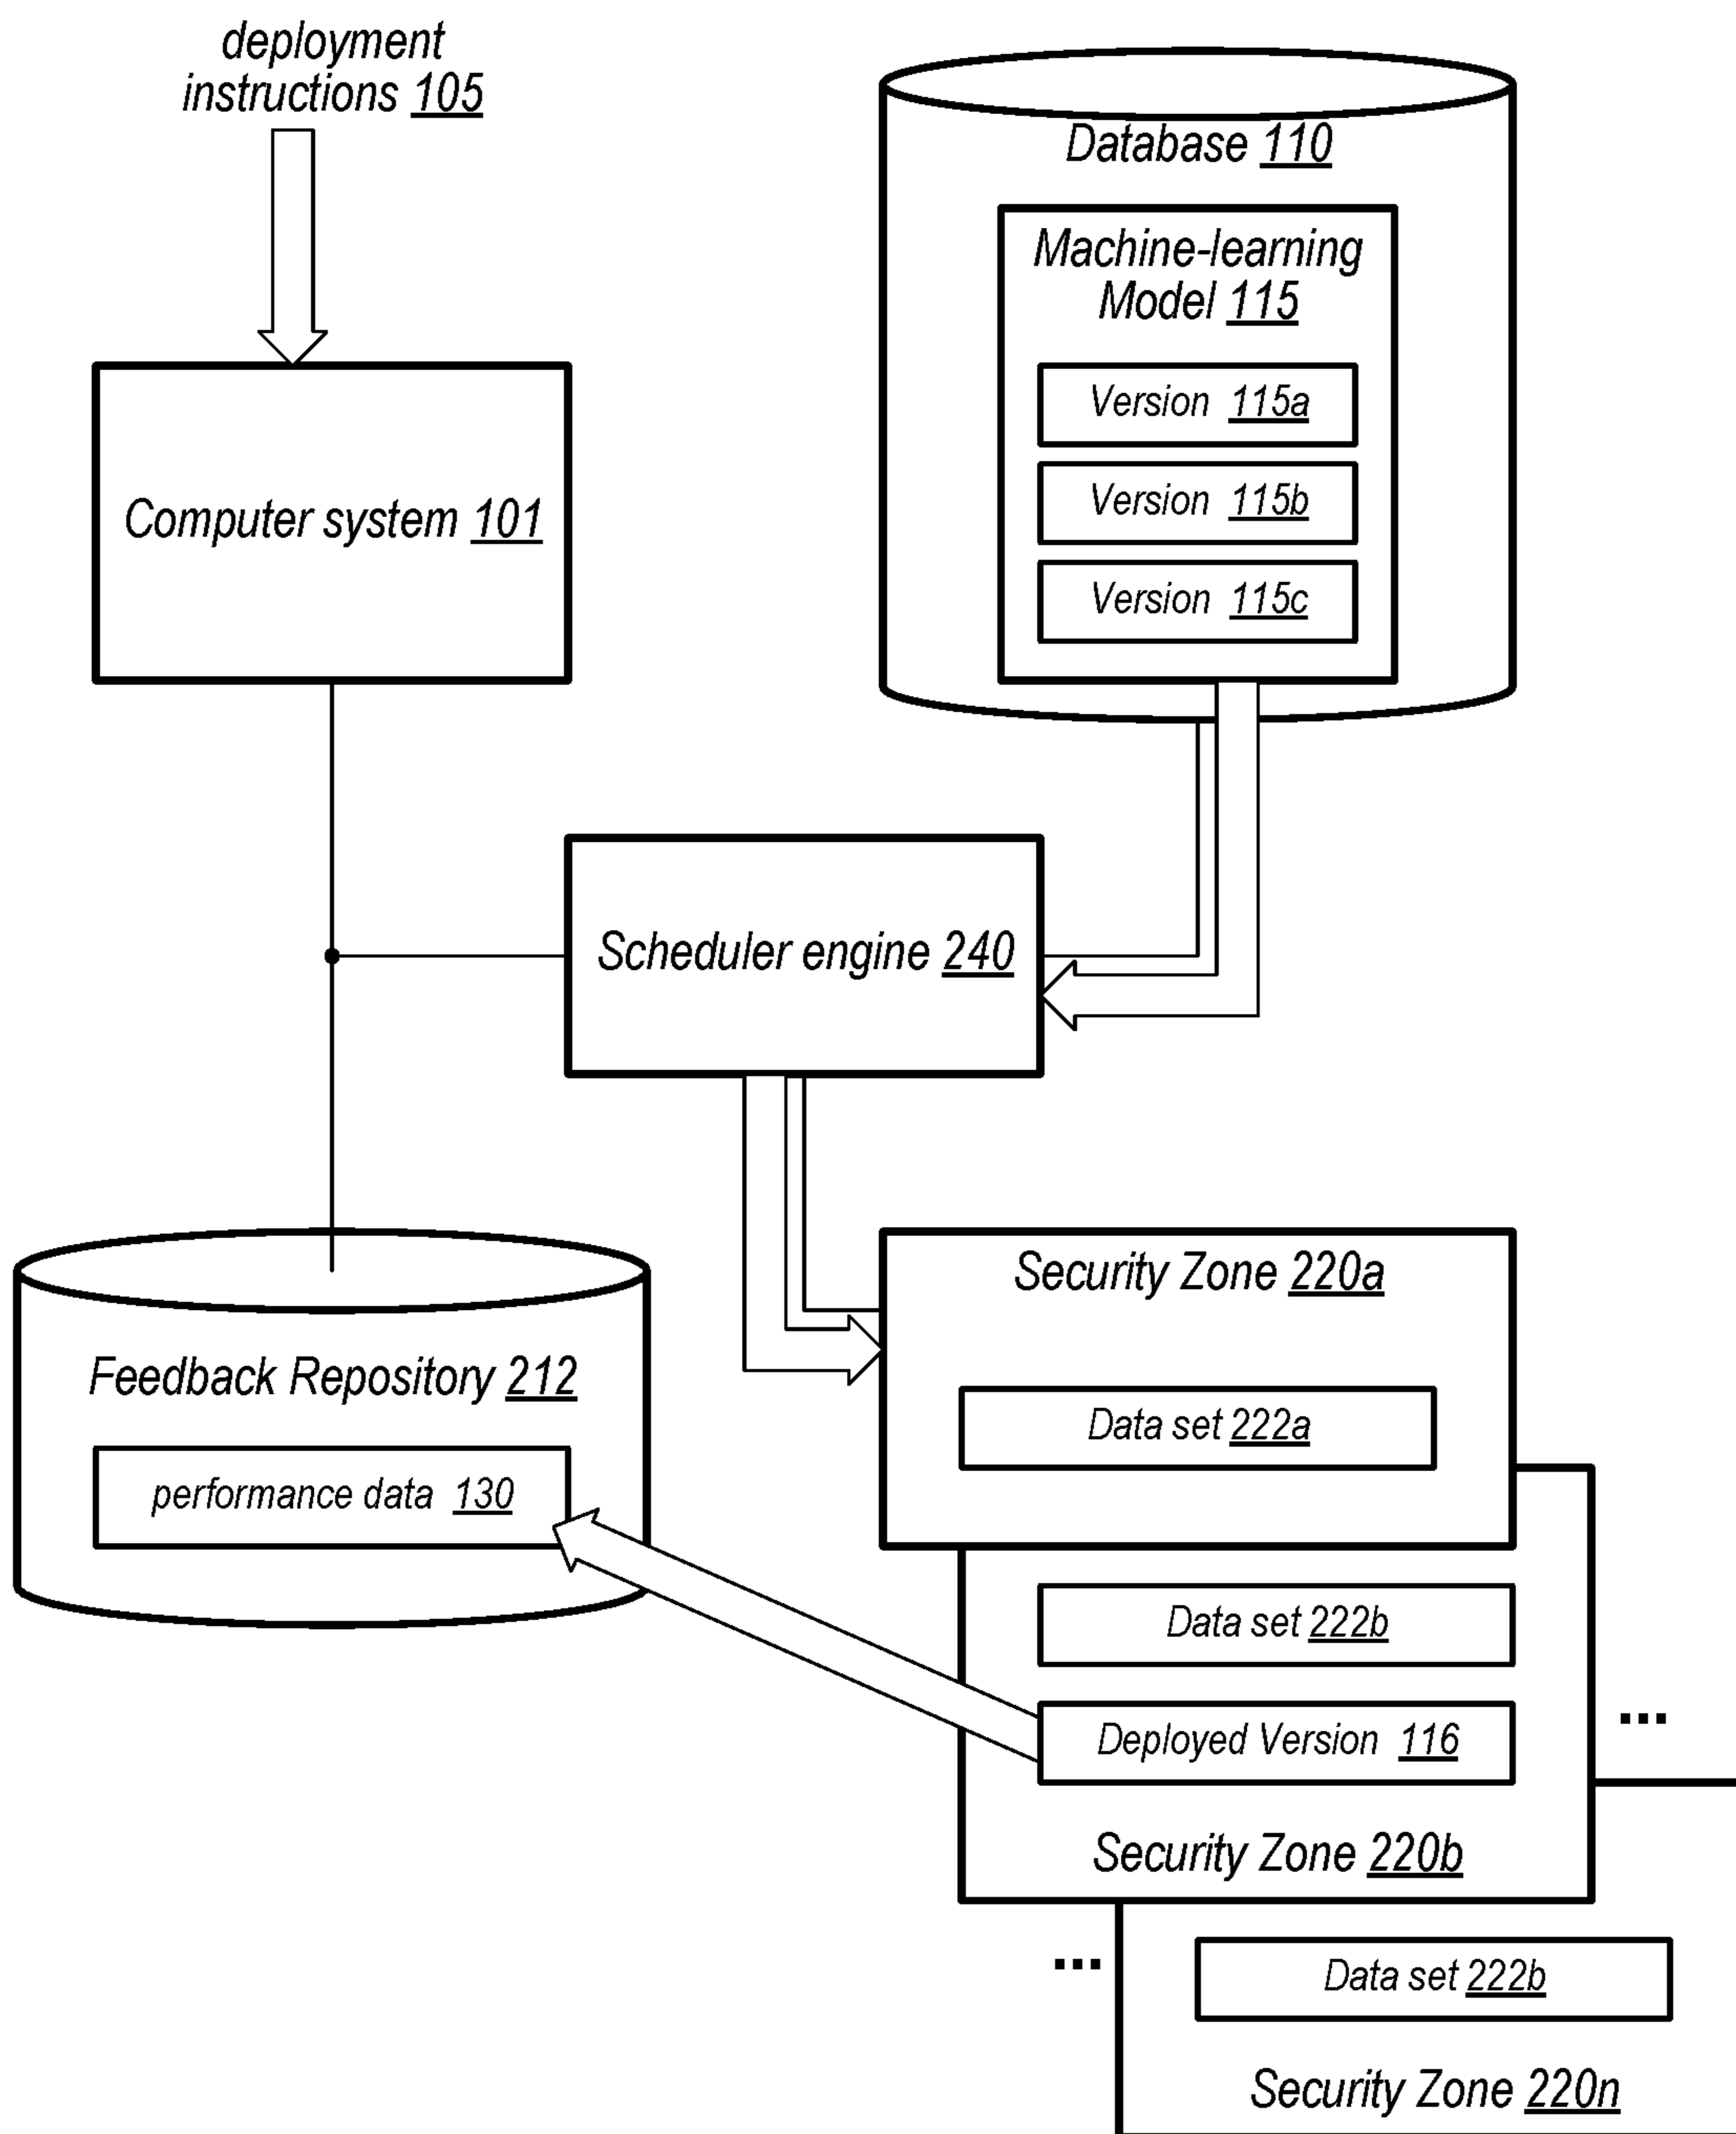 deployment
instructions 105
Database 110
Machine-learning
Model 115
Version 115a
Version 115b
Version 115c
Computer system 101
Scheduler engine 240
Security Zone 220a
Data set 222a
Feedback Repository 212
performance data 130
Data set 222b
Deployed Version 116
...
Security Zone 220b
...
Data set 222b
Security Zone 220n